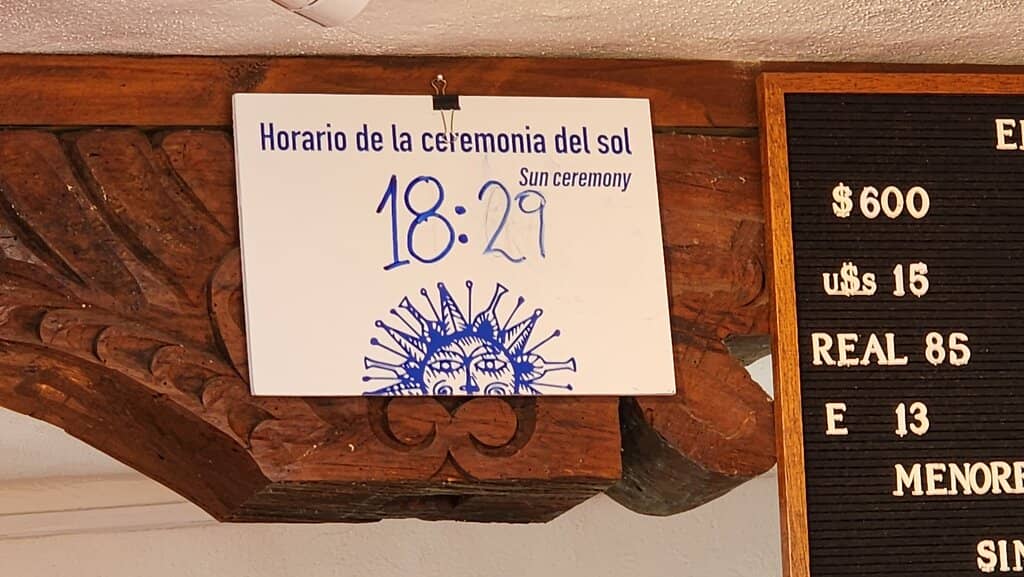 Horario de la ceremonia del sol
Sun ceremony
18:29
$600
u$s 15
REAL 85
E 13